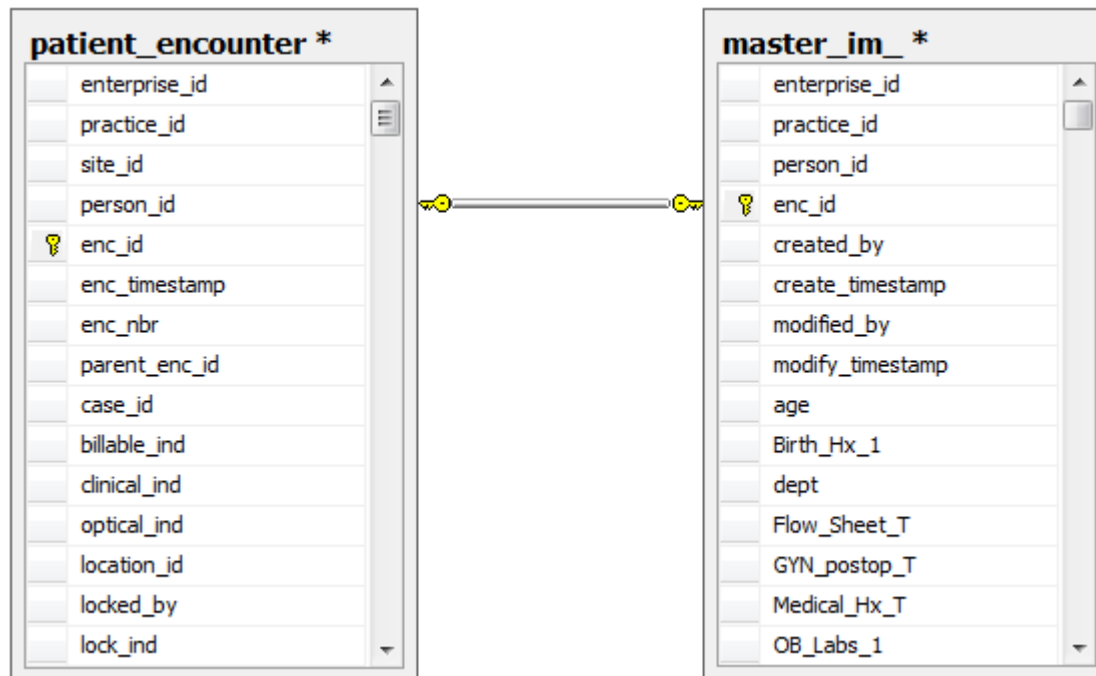 patient_encounter *
enterprise_id
practice_id
site_id
person_id
enc_id
enc_timestamp
enc_nbr
parent_enc_id
case_id
billable_ind
clinical_ind
optical_ind
location_id
locked_by
lock_ind
master_im_ *
enterprise_id
practice_id
person_id
enc_id
created_by
create_timestamp
modified_by
modify_timestamp
age
Birth_Hx_1
dept
Flow_Sheet_T
GYN_postop_T
Medical_Hx_T
OB_Labs_1